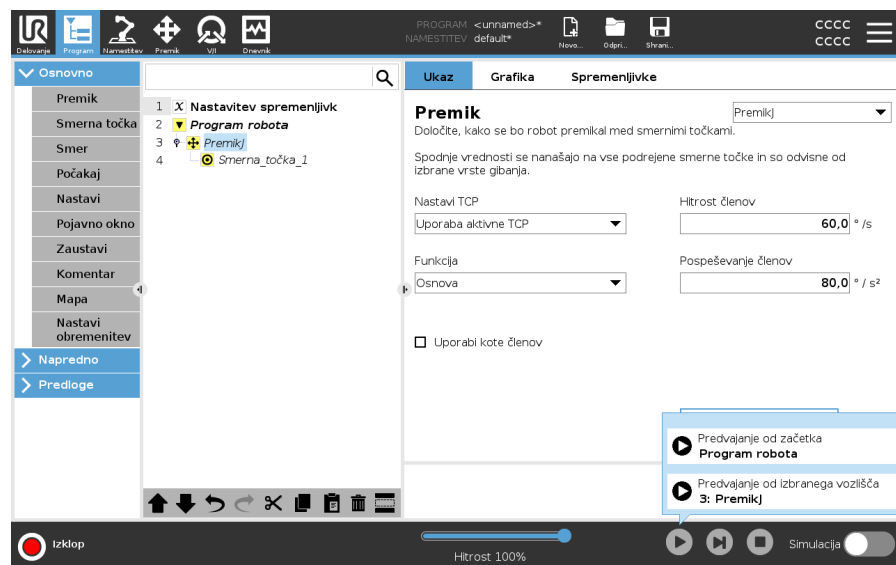 UR
Delovanje
Program
Namestitev
Premik
V/I
Dnevnik
PROGRAM <unnamed>*
NAMESTITEV default*
Novo...
Odpri...
Shrani...
CCCC
CCCC
Osnovno
Premik
Smerna točka
Smer
Počakaj
Nastavi
Pojavno okno
Zaustavi
Komentar
Mapa
Nastavi
obremenitev
Napredno
Predloge
1 X Nastavitev spremenljivk
2 Program robota
3 PremikJ
4 Smerna_točka_1
Ukaz Grafika Spremenljivke
Premik
PremikJ
Določite, kako se bo robot premikal med smernimi točkami.
Spodnje vrednosti se nanašajo na vse podrejene smerne točke in so odvisne od
izbrane vrste gibanja.
Nastavi TCP
Uporaba aktivne TCP
Hitrost členov
60,0 ° /s
Funkcija
Osnova
Pospeševanje členov
80,0 ° / s²
Uporabi kote členov
Predvajanje od začetka
Program robota
Predvajanje od izbranega vozlišča
3: PremikJ
Izklop
Hitrost 100%
Simulacija